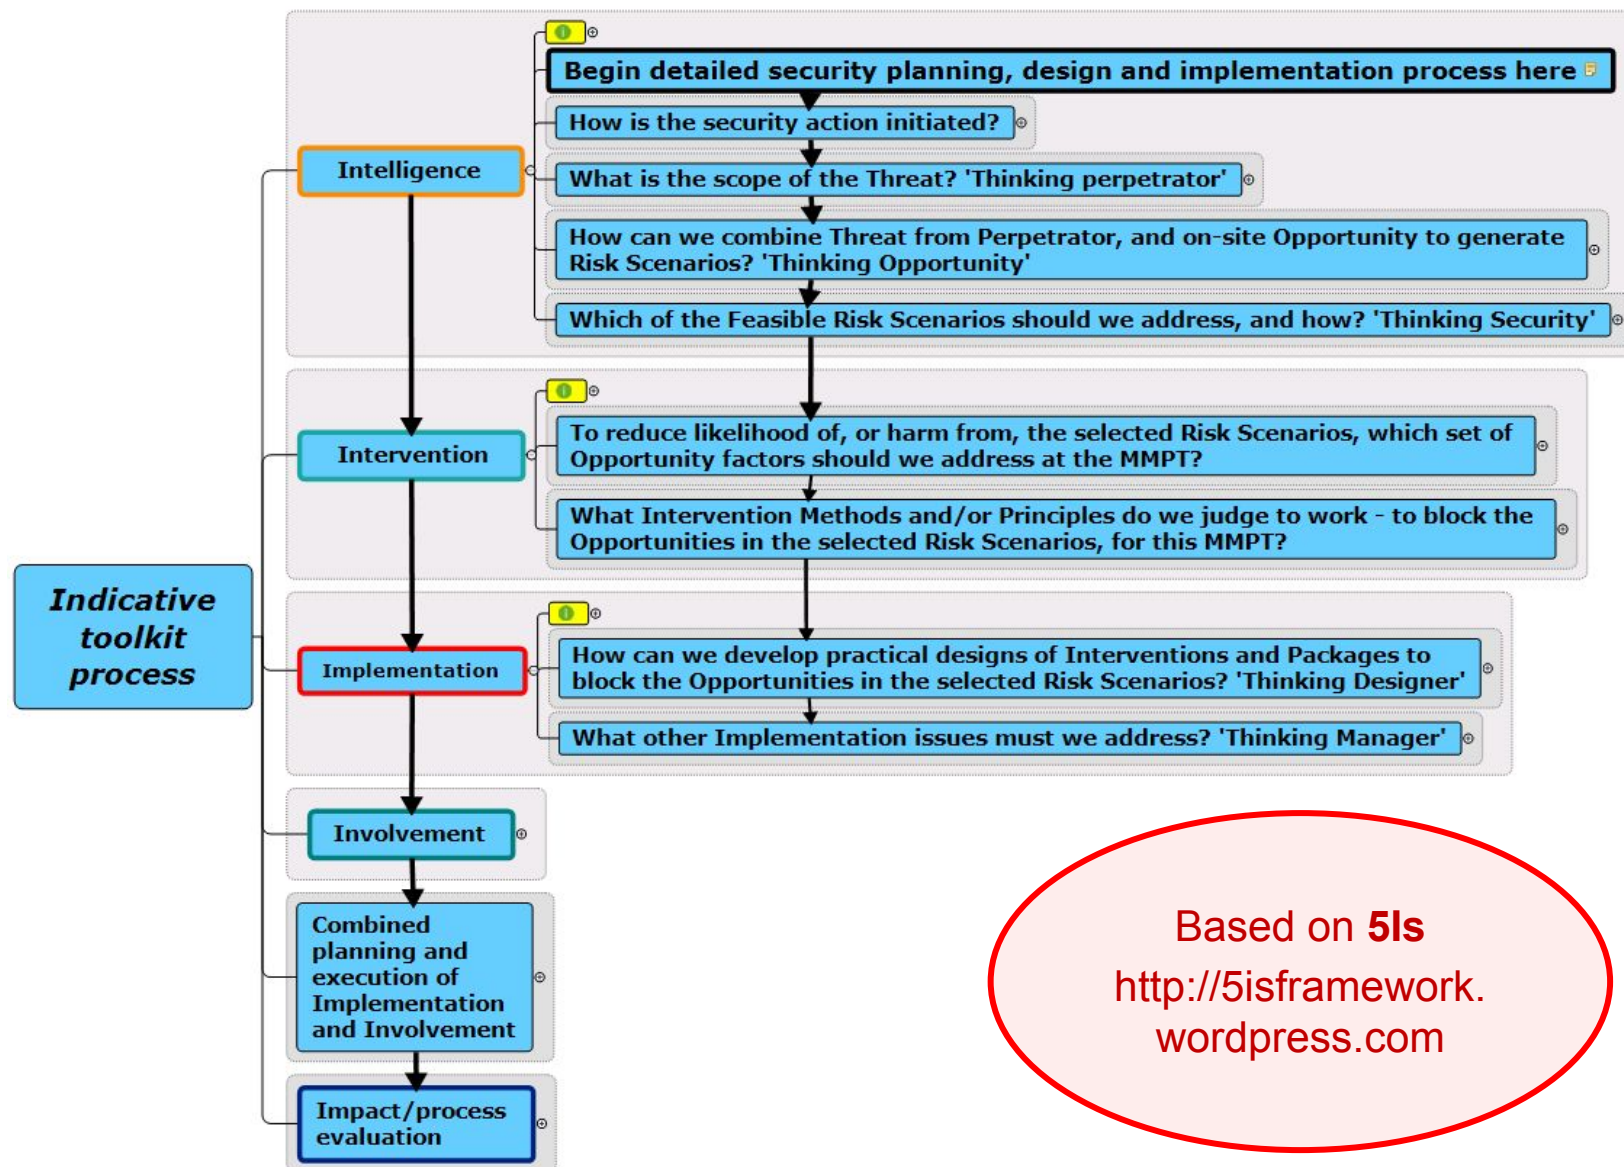 Begin detailed security planning, design and implementation process here
How is the security action initiated?
Intelligence
What is the scope of the Threat? 'Thinking perpetrator'
How can we combine Threat from Perpetrator, and on-site Opportunity to generate
Risk Scenarios? 'Thinking Opportunity'
Which of the Feasible Risk Scenarios should we address, and how? 'Thinking Security'
Intervention
To reduce likelihood of, or harm from, the selected Risk Scenarios, which set of
Opportunity factors should we address at the MMPT?
What Intervention Methods and/or Principles do we judge to work - to block the
Opportunities in the selected Risk Scenarios, for this MMPT?
Indicative
toolkit
process
Implementation
How can we develop practical designs of Interventions and Packages to
block the Opportunities in the selected Risk Scenarios? 'Thinking Designer'
What other Implementation issues must we address? 'Thinking Manager'
Involvement
Combined
planning and
execution of
Implementation
and Involvement
Impact/process
evaluation
Based on 5Is
http://5isframework.
wordpress.com